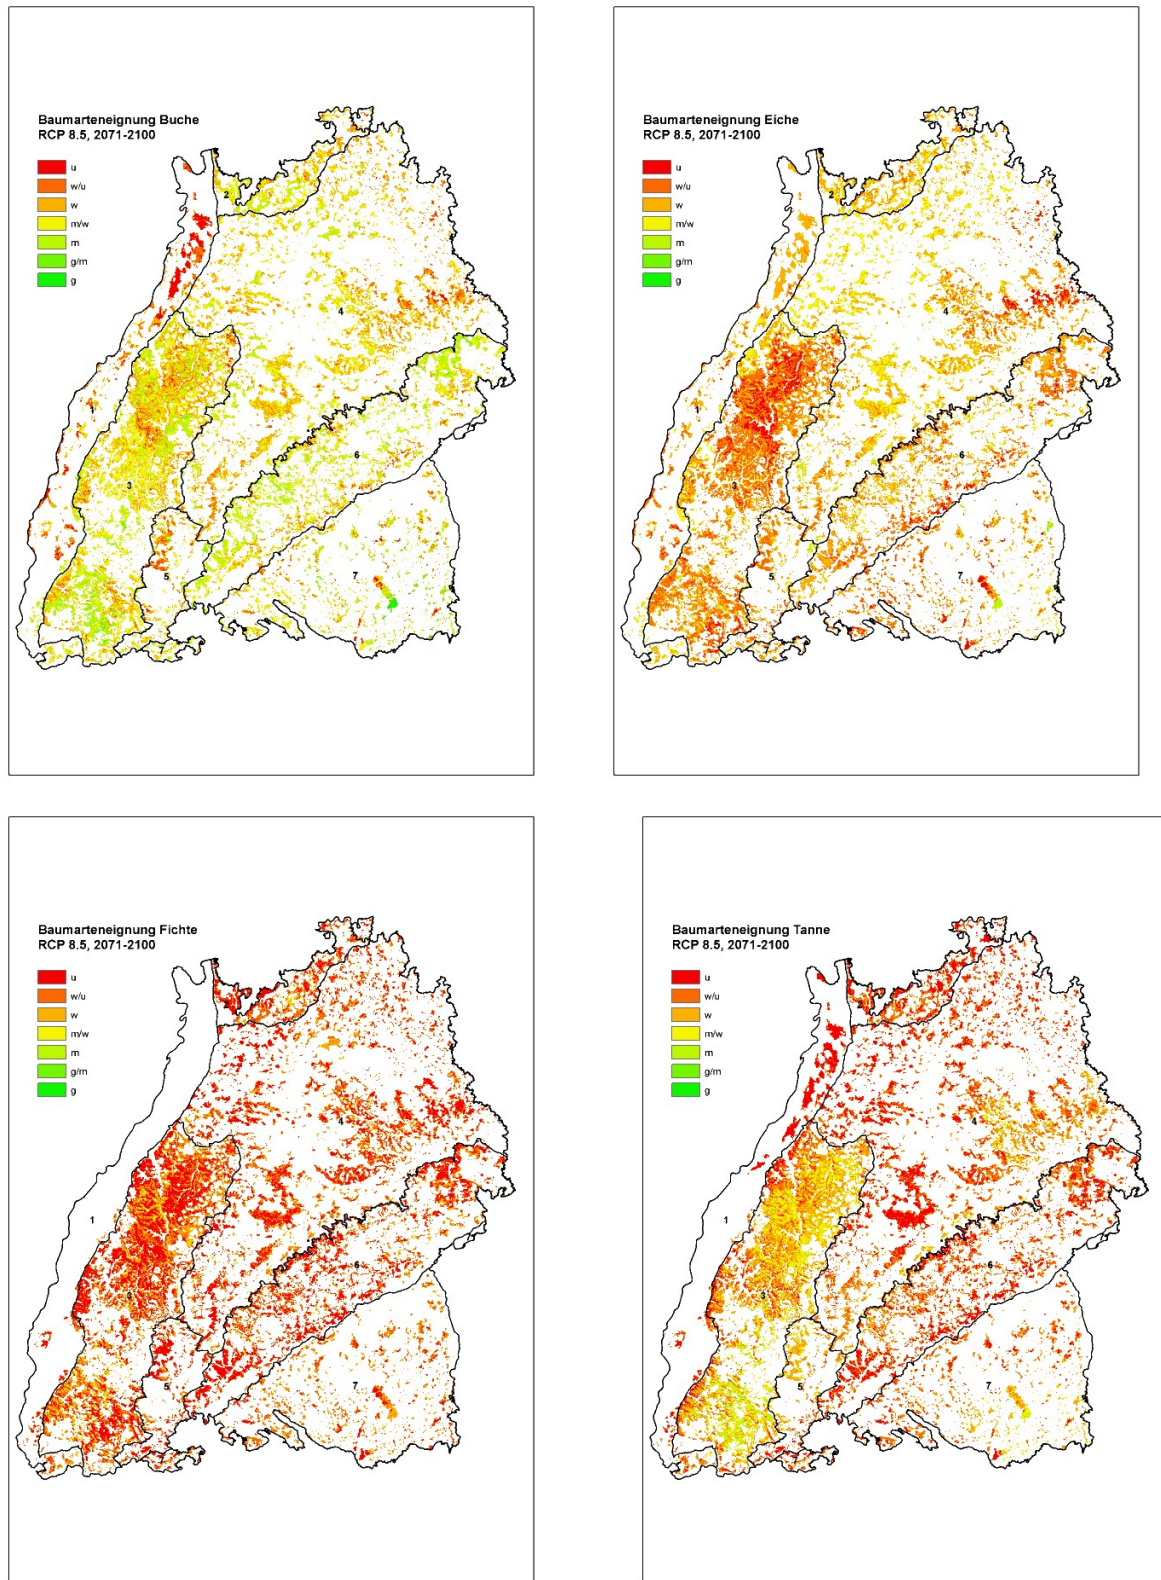 Baumarteneignung Buche
RCP 8.5, 2071-2100
u
w/u
w
m/w
m
g/m
g
1
2
3
4
5
6
7
Baumarteneignung Eiche
RCP 8.5, 2071-2100
u
w/u
w
m/w
m
g/m
g
1
2
3
4
5
6
7
Baumarteneignung Fichte
RCP 8.5, 2071-2100
u
w/u
w
m/w
m
g/m
g
1
2
3
4
5
6
7
Baumarteneignung Tanne
RCP 8.5, 2071-2100
u
w/u
w
m/w
m
g/m
g
1
2
3
4
5
6
7